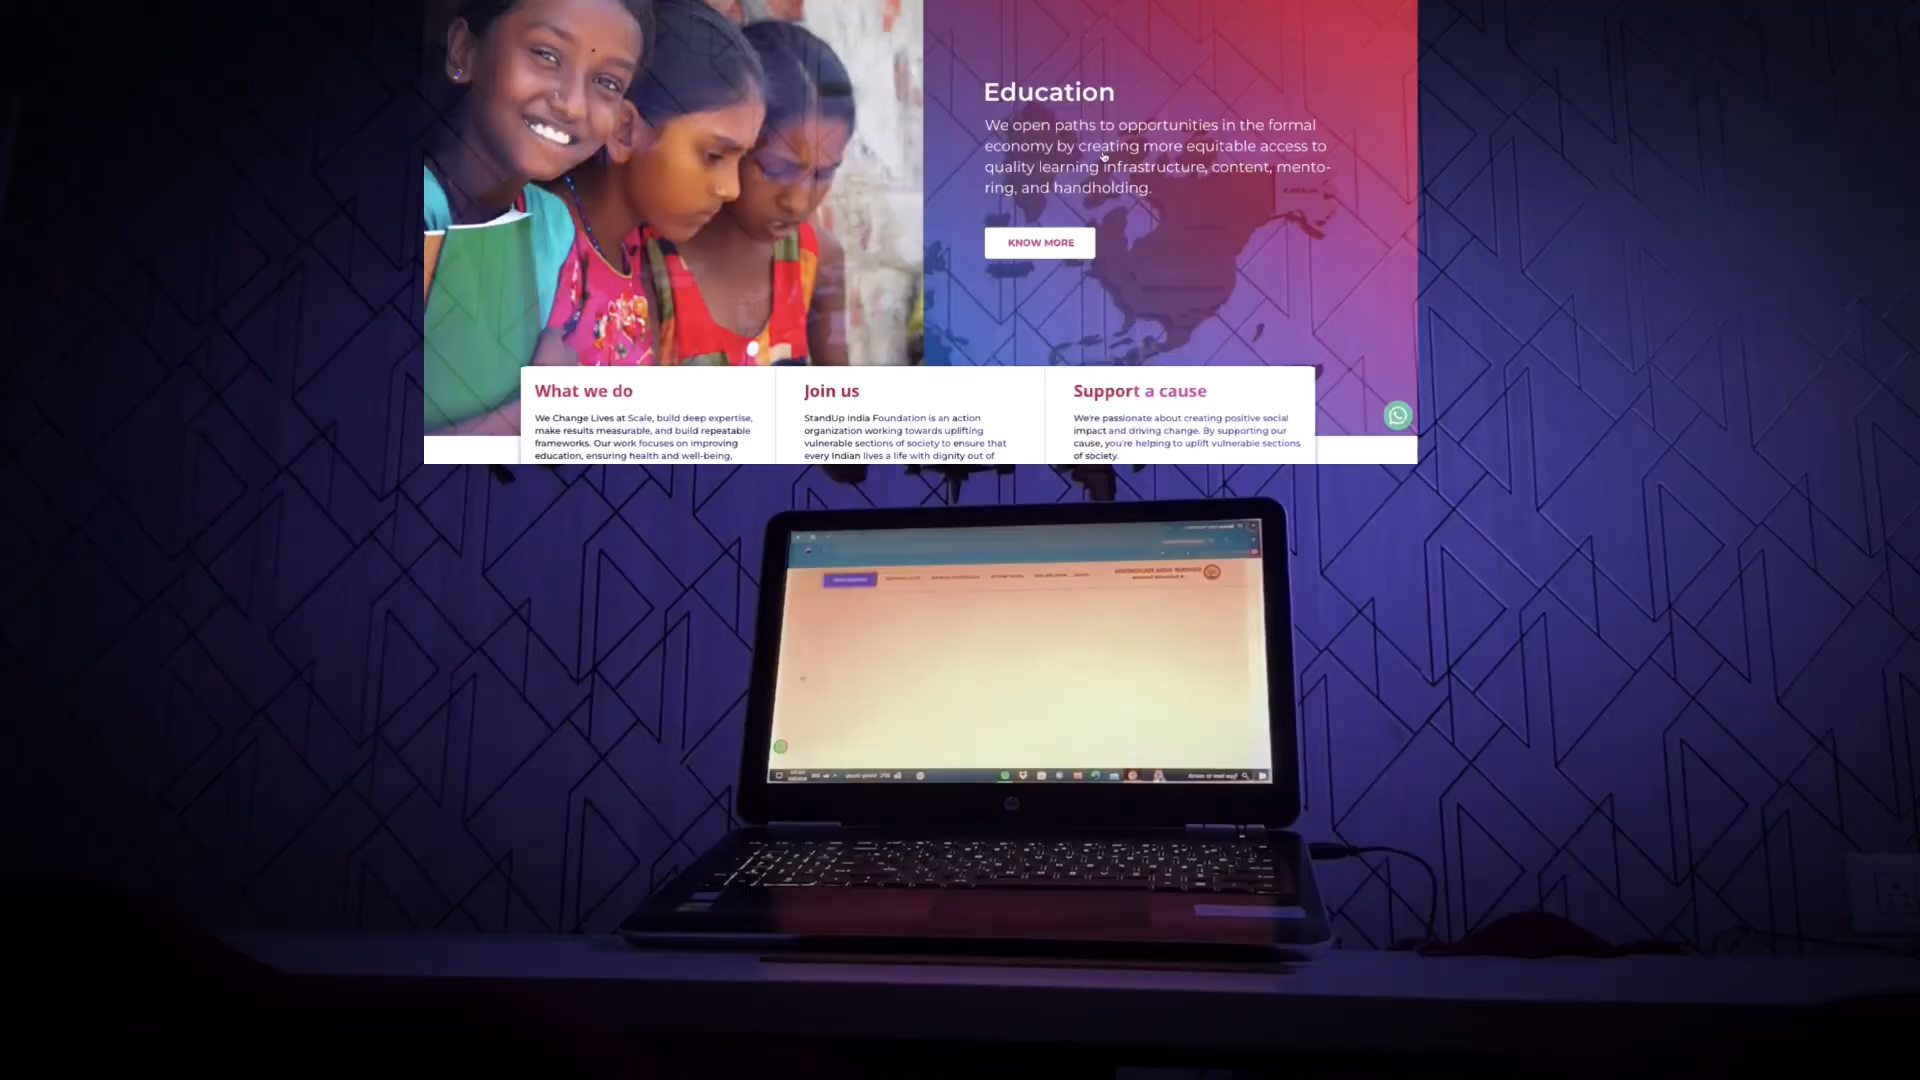 Education
We open paths to opportunities in the formal
economy by creating more equitable access to
quality learning infrastructure, content, mento-
ring, and handholding.
KNOW MORE
What we do
We Change Lives at Scale, build deep expertise,
make results measurable, and build repeatable
frameworks. Our work focuses on improving
education, ensuring health and well-being,
Join us
StandUp India Foundation is an action
organization working towards uplifting
vulnerable sections of society to ensure that
every Indian lives a life with dignity out of
Support a cause
We're passionate about creating positive social
impact and driving change. By supporting our
cause, you're helping to uplift vulnerable sections
of society.